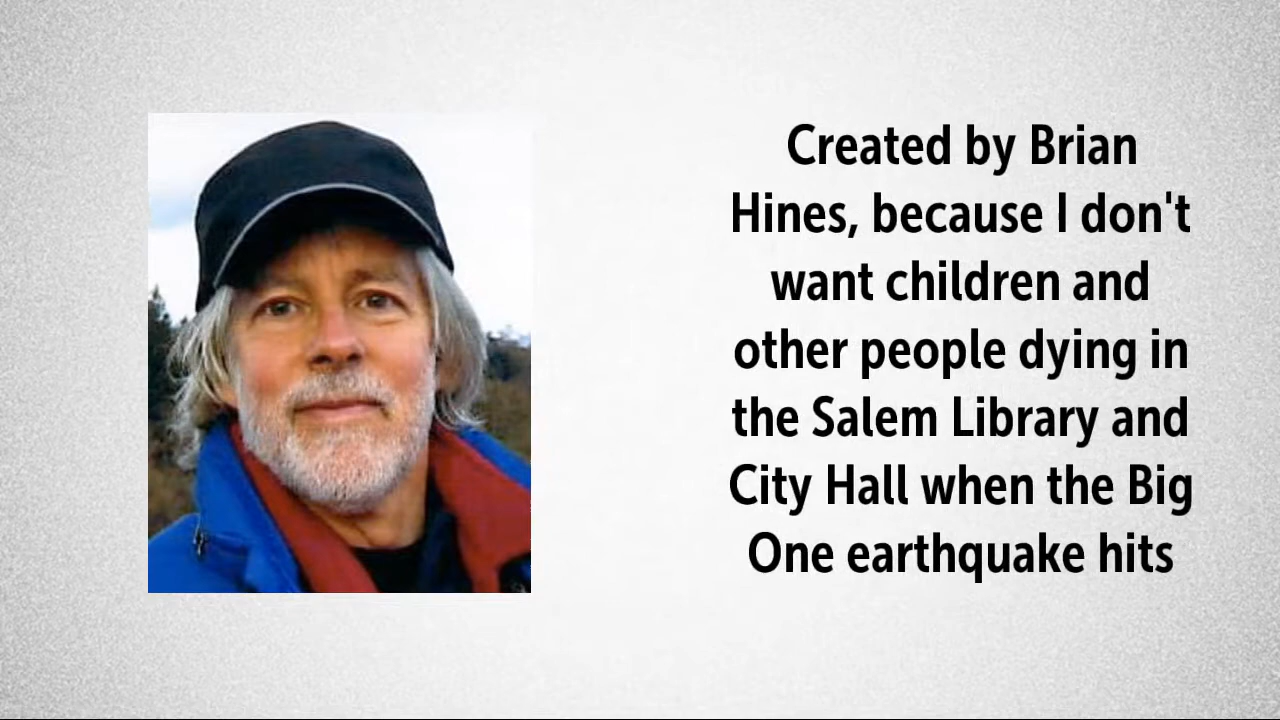 Created by Brian
Hines, because I don't
want children and
other people dying in
the Salem Library and
City Hall when the Big
One earthquake hits